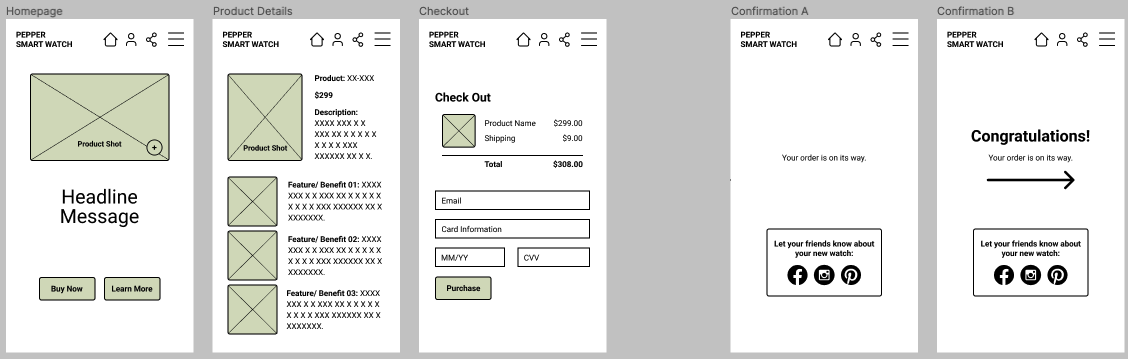 Homepage
PEPPER
SMART WATCH
Product Shot
+
Headline
Message
Buy Now
Learn More
Product Details
PEPPER
SMART WATCH
Product Shot
Product: XX-XXX
$299
Description:
XXXX XXX X X
XXX XX X X X X X
X X X X XXX
XXXXXX XX X X.
Feature/ Benefit 01: XXXX
XXX X X XXX XX X X X X X
X X X X XXX XXXXXX XX X
XXXXXXX.
Feature/ Benefit 02: XXXX
XXX X X XXX XX X X X X X
X X X X XXX XXXXXX XX X
XXXXXXX.
Feature/ Benefit 03: XXXX
XXX X X XXX XX X X X X X
X X X X XXX XXXXXX XX X
XXXXXXX.
Checkout
PEPPER
SMART WATCH
Check Out
Product Name $299.00
Shipping $9.00
Total $308.00
Email
Card Information
MM/YY
CVV
Purchase
Confirmation A
PEPPER
SMART WATCH
Your order is on its way.
Let your friends know about
your new watch:
Confirmation B
PEPPER
SMART WATCH
Congratulations!
Your order is on its way.
Let your friends know about
your new watch: